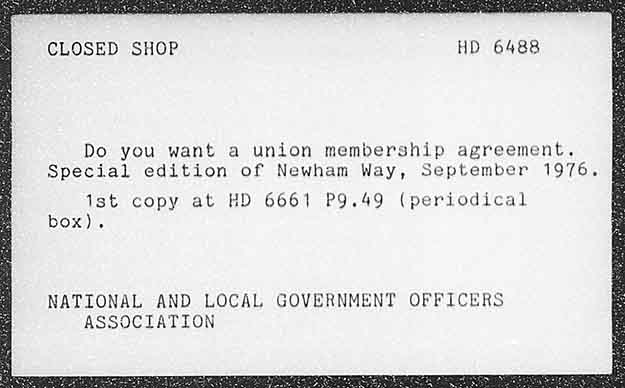 CLOSED SHOP HD 6488
Do you want a union membership agreement.
Special edition of Newham Way, September 1976.
1st copy at HD 6661 P9.49 (periodical
box).
NATIONAL AND LOCAL GOVERNMENT OFFICERS
ASSOCIATION